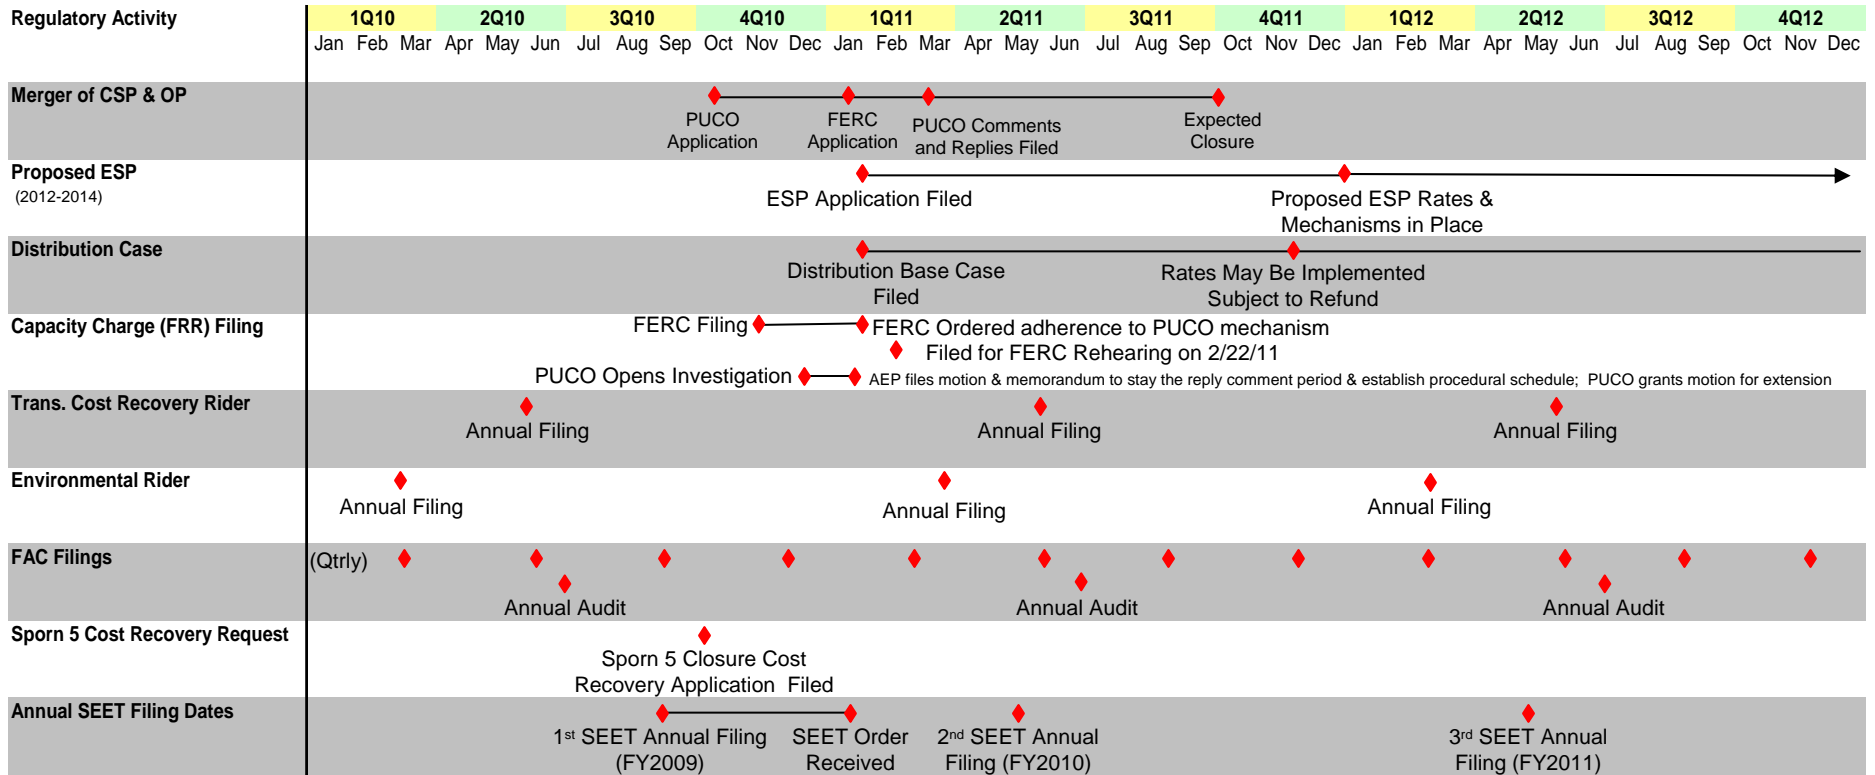 Regulatory Activity
1Q10 2Q10 3Q10 4Q10 1Q11 2Q11 3Q11 4Q11 1Q12 2Q12 3Q12 4Q12
Jan Feb Mar Apr May Jun Jul Aug Sep Oct Nov Dec Jan Feb Mar Apr May Jun Jul Aug Sep Oct Nov Dec Jan Feb Mar Apr May Jun Jul Aug Sep Oct Nov Dec
Merger of CSP & OP
PUCO
Application
FERC
Application
PUCO Comments
and Replies Filed
Expected
Closure
Proposed ESP
(2012-2014)
ESP Application Filed
Proposed ESP Rates &
Mechanisms in Place
Distribution Case
Distribution Base Case
Filed
Rates May Be Implemented
Subject to Refund
Capacity Charge (FRR) Filing
FERC Filing
FERC Ordered adherence to PUCO mechanism
Filed for FERC Rehearing on 2/22/11
PUCO Opens Investigation
AEP files motion & memorandum to stay the reply comment period & establish procedural schedule; PUCO grants motion for extension
Trans. Cost Recovery Rider
Annual Filing
Annual Filing
Annual Filing
Environmental Rider
Annual Filing
Annual Filing
Annual Filing
FAC Filings
(Qtrly)
Annual Audit
Annual Audit
Annual Audit
Sporn 5 Cost Recovery Request
Sporn 5 Closure Cost
Recovery Application Filed
Annual SEET Filing Dates
1st SEET Annual Filing
(FY2009)
SEET Order
Received
2nd SEET Annual
Filing (FY2010)
3rd SEET Annual
Filing (FY2011)